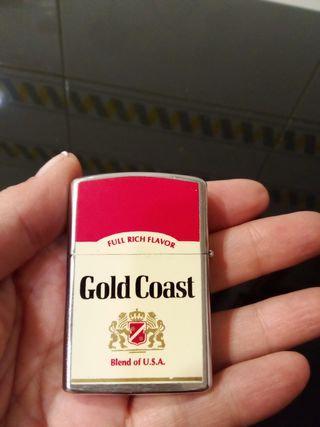 FULL RICH FLAVOR
Gold Coast
Blend of U.S.A.